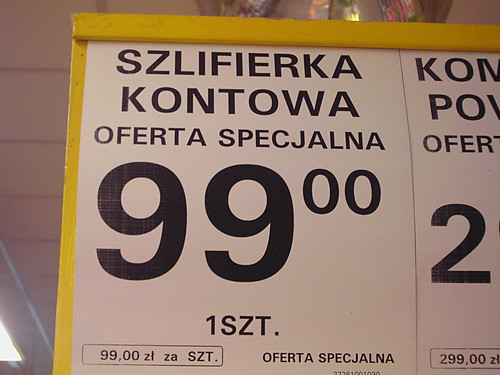 SZLIFIERKA
KONTOWA
OFERTA SPECJALNA
99 00
1SZT.
99,00 zł za SZT.
OFERTA SPECJALNA
KOM
POW
OFERT
2
299,00 zł